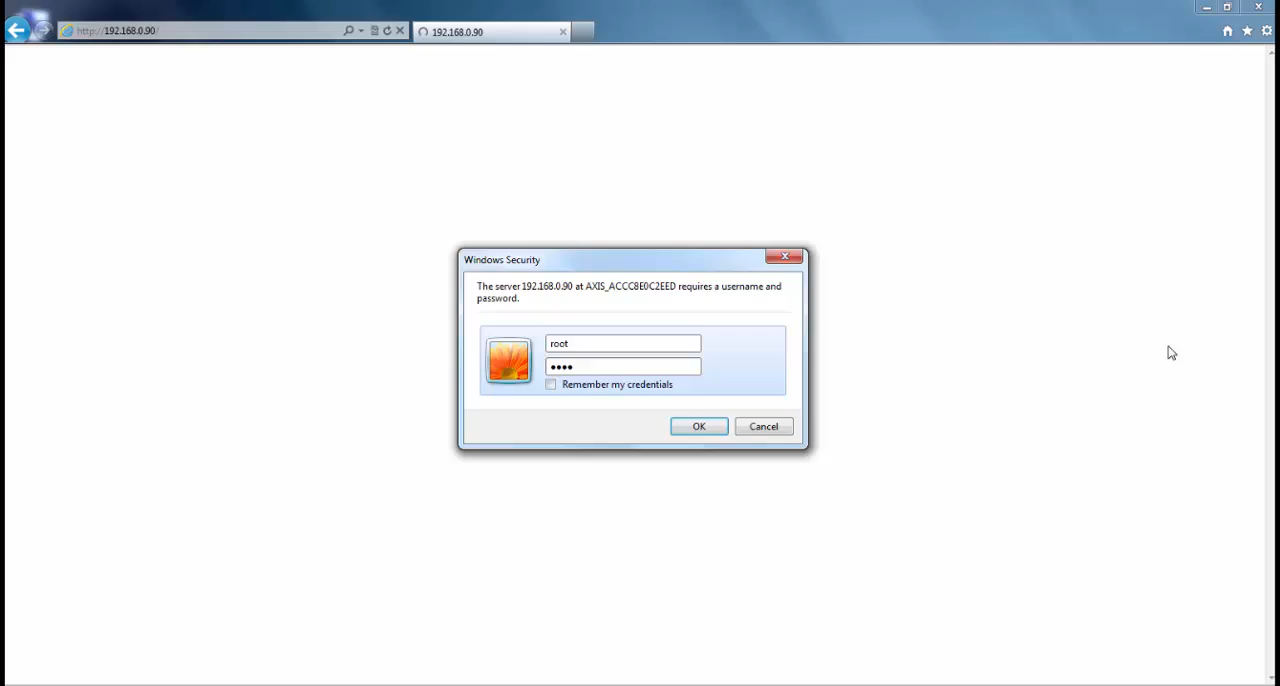 http://192.168.0.90/
192.168.0.90
Windows Security
The server 192.168.0.90 at AXIS_ACCC8E0C2EED requires a username and
password.
root
••••
Remember my credentials
OK
Cancel